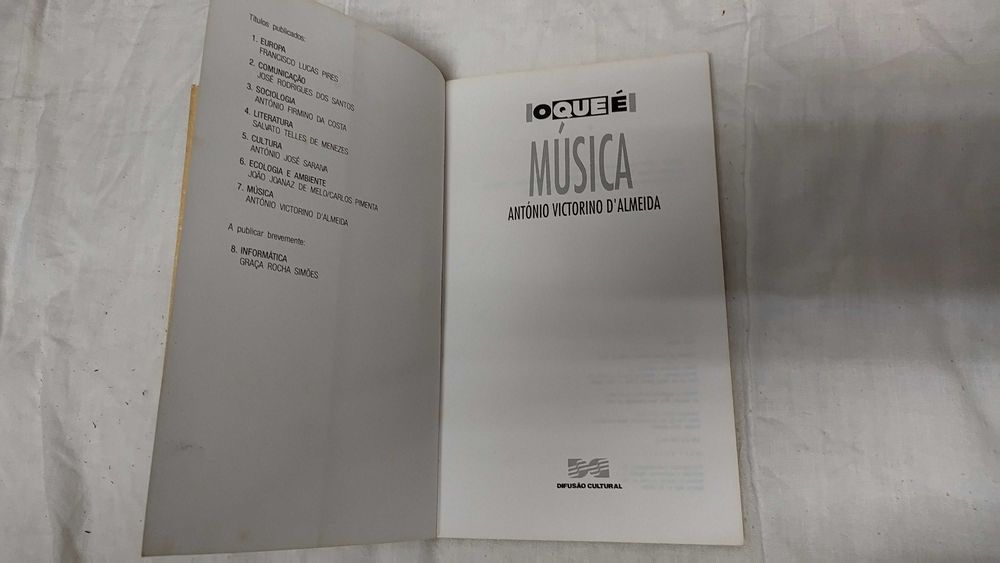 Títulos publicados:
1. EUROPA
FRANCISCO LUCAS PIRES
2. COMUNICAÇÃO
JOSÉ RODRIGUES DOS SANTOS
3. SOCIOLOGIA
ANTÓNIO FIRMINO DA COSTA
4. LITERATURA
SALVATO TELLES DE MENEZES
5. CULTURA
ANTÓNIO JOSÉ SARAIVA
6. ECOLOGIA E AMBIENTE
JOÃO JOANAZ DE MELO/CARLOS PIMENTA
7. MÚSICA
ANTÓNIO VICTORINO D'ALMEIDA
A publicar brevemente:
8. INFORMÁTICA
GRAÇA ROCHA SIMÕES
O QUE É
MÚSICA
ANTÓNIO VICTORINO D'ALMEIDA
DIFUSÃO CULTURAL